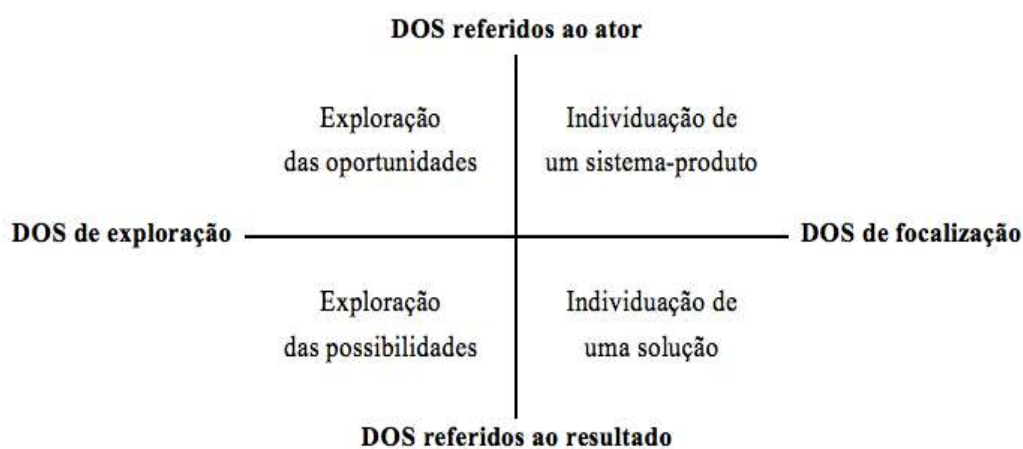 DOS referidos ao ator
Exploração
das oportunidades
Individuação de
um sistema-produto
DOS de exploração
DOS de focalização
Exploração
das possibilidades
Individuação de
uma solução
DOS referidos ao resultado